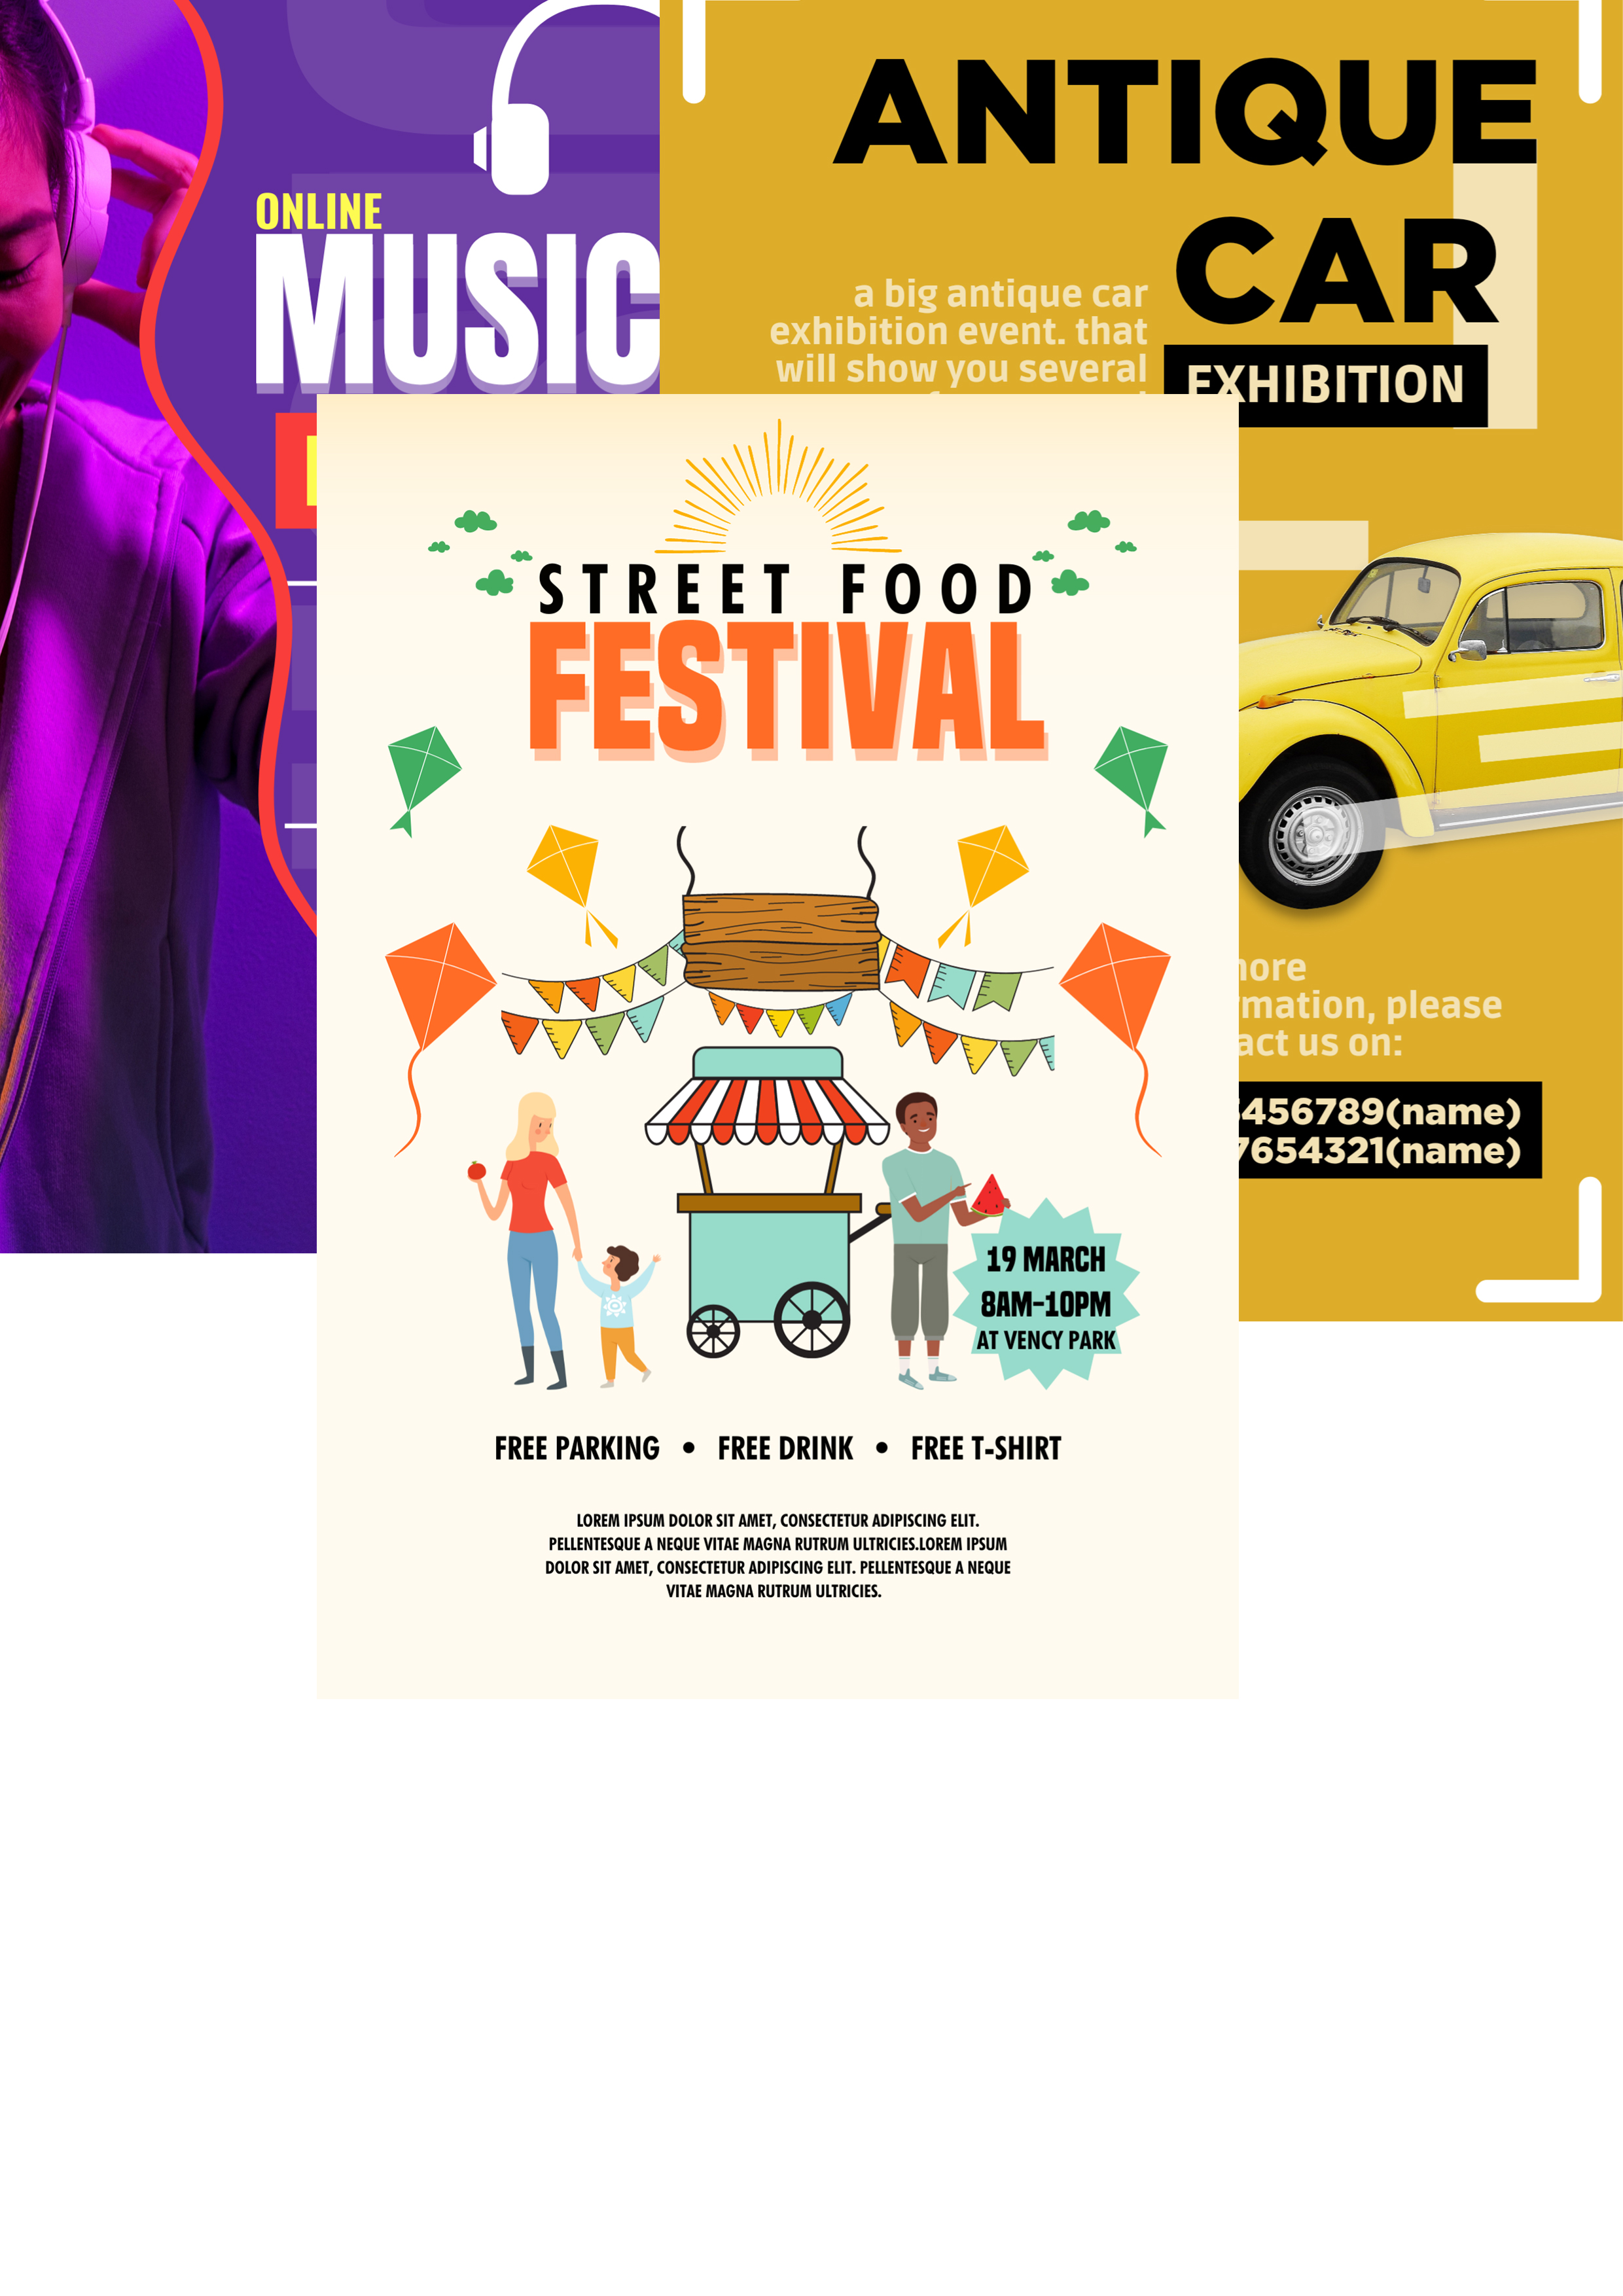 ONLINE
MUSIC
ANTIQUE
CAR
EXHIBITION
a big antique car
exhibition event. that
will show you several
STREET FOOD
FESTIVAL
19 MARCH
8AM-10PM
AT VENCY PARK
FREE PARKING • FREE DRINK • FREE T-SHIRT
LOREM IPSUM DOLOR SIT AMET, CONSECTETUR ADIPISCING ELIT.
PELLENTESQUE A NEQUE VITAE MAGNA RUTRUM ULTRICIES.LOREM IPSUM
DOLOR SIT AMET, CONSECTETUR ADIPISCING ELIT. PELLENTESQUE A NEQUE
VITAE MAGNA RUTRUM ULTRICIES.
please
us on:
456789(name)
7654321(name)